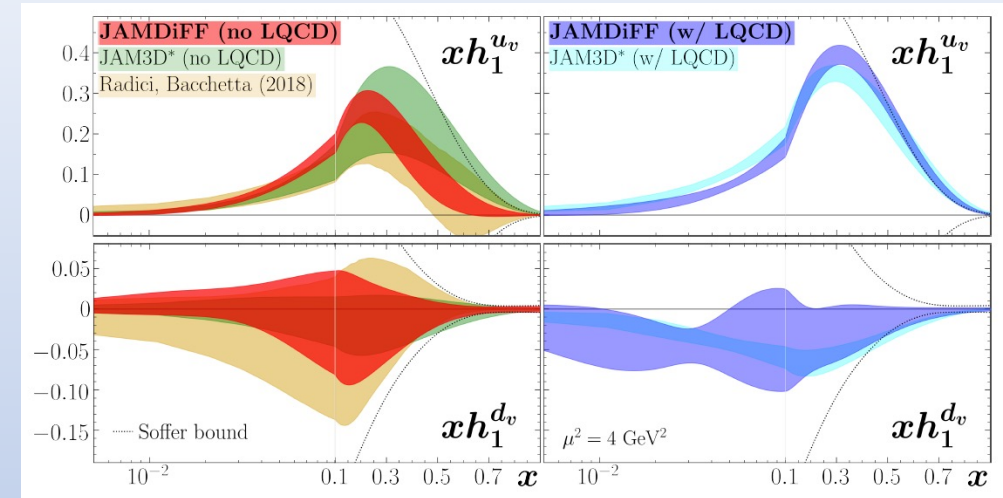 JAMDiFF (no LQCD)
JAM3D* (no LQCD)
Radici, Bacchetta (2018)
xh₁ᵘᵛ
0.4
0.3
0.2
0.1
0
JAMDiFF (w/ LQCD)
JAM3D* (w/ LQCD)
xh₁ᵘᵛ
0.05
0
−0.05
−0.10
−0.15
Soffer bound
xh₁ᵈᵛ
μ² = 4 GeV²
xh₁ᵈᵛ
10⁻² 0.1 0.3 0.5 0.7 x
10⁻² 0.1 0.3 0.5 0.7 x